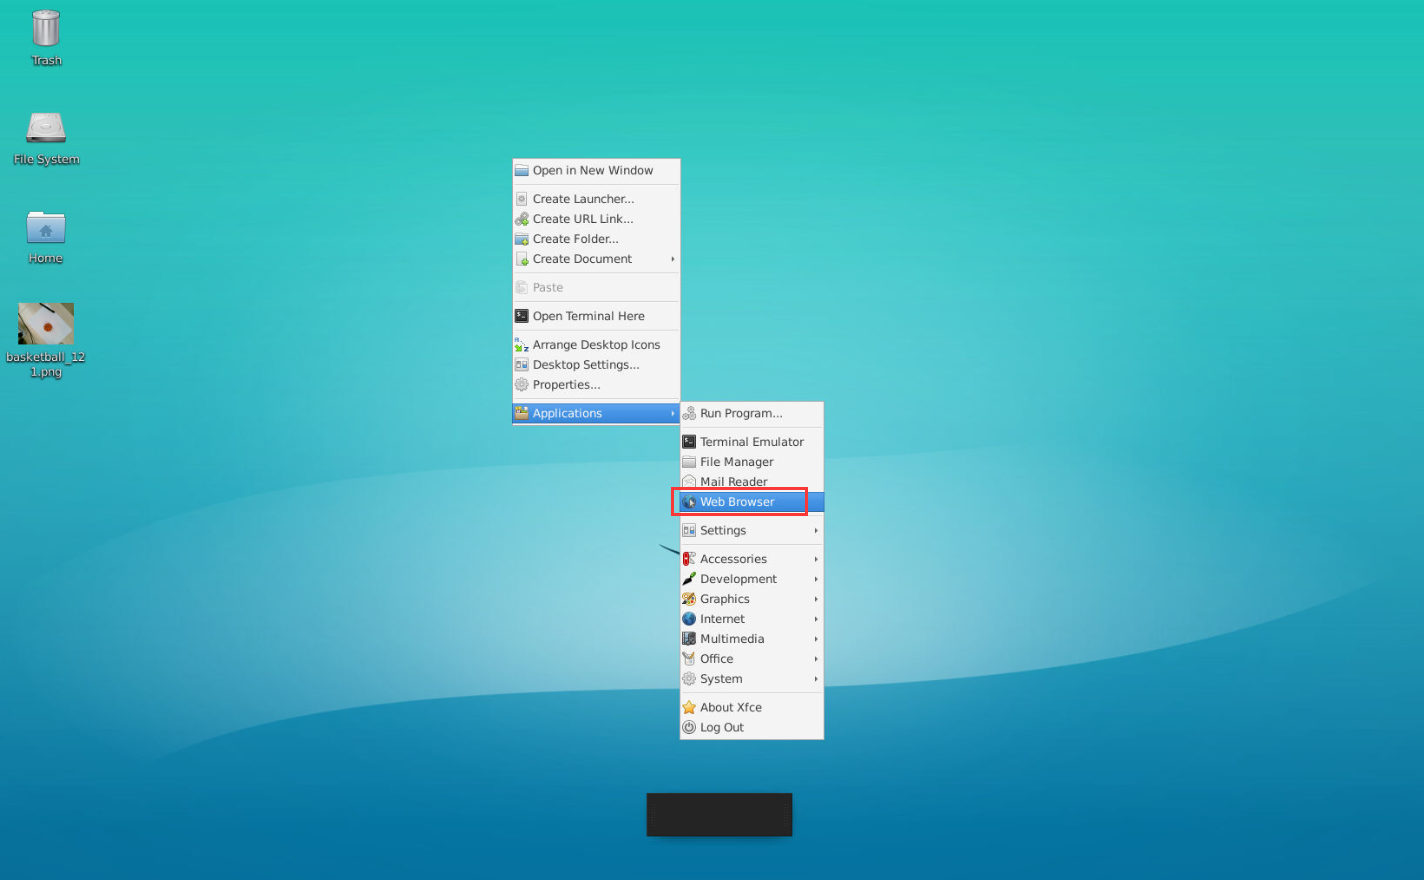 Trash
File System
Home
basketball_12
1.png
Open in New Window
Create Launcher...
Create URL Link...
Create Folder...
Create Document
Paste
Open Terminal Here
Arrange Desktop Icons
Desktop Settings...
Properties...
Applications
Run Program...
Terminal Emulator
File Manager
Mail Reader
Web Browser
Settings
Accessories
Development
Graphics
Internet
Multimedia
Office
System
About Xfce
Log Out